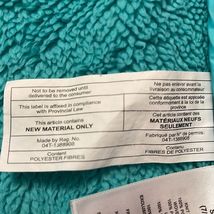 Not to be removed until
delivered to the consumer
This label is affixed in compliance
with Provincial Law
This article contains
NEW MATERIAL ONLY
Made by Reg. No.
04T-1388905
Content
POLYESTER FIBRES
Ne pas enlever avant
la livraison au
consommateur
Cette étiquette est apposée
conformément à la loi de la
province
Cet article contient des
MATÉRIAUX NEUFS
SEULEMENT
Fabriqué par N° de permis:
04T-1388905
Contenu
FIBRES DE POLYESTER